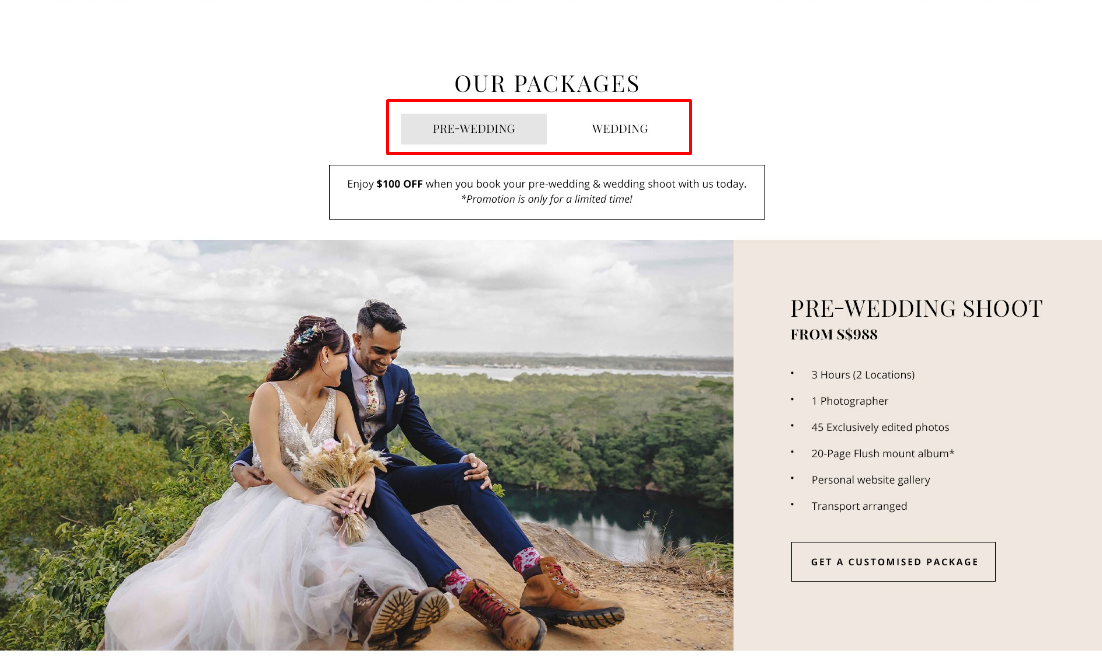 OUR PACKAGES
PRE-WEDDING
WEDDING
Enjoy $100 OFF when you book your pre-wedding & wedding shoot with us today.
*Promotion is only for a limited time!
PRE-WEDDING SHOOT
FROM S$988
• 3 Hours (2 Locations)
• 1 Photographer
• 45 Exclusively edited photos
• 20-Page Flush mount album*
• Personal website gallery
• Transport arranged
GET A CUSTOMISED PACKAGE